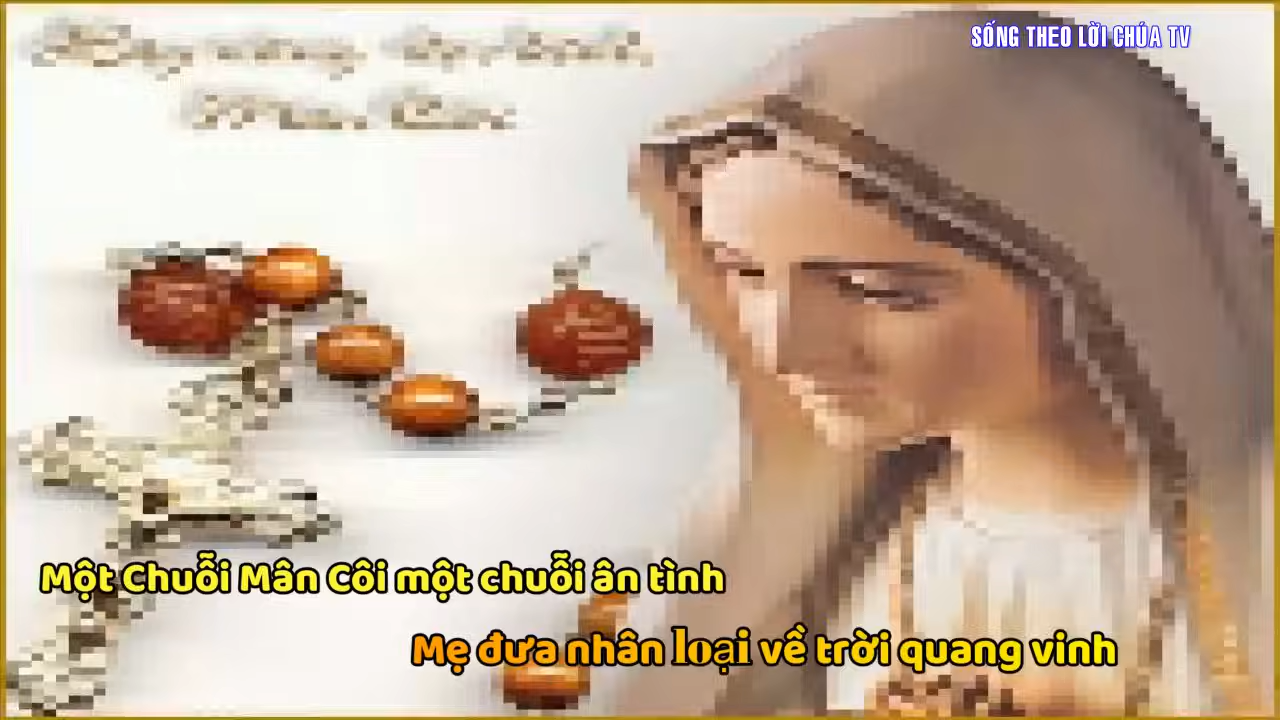 SỐNG THEO LỜI CHÚA TV
Một Chuỗi Mân Côi một chuỗi ân tình
Mẹ đưa nhân loại về trời quang vinh